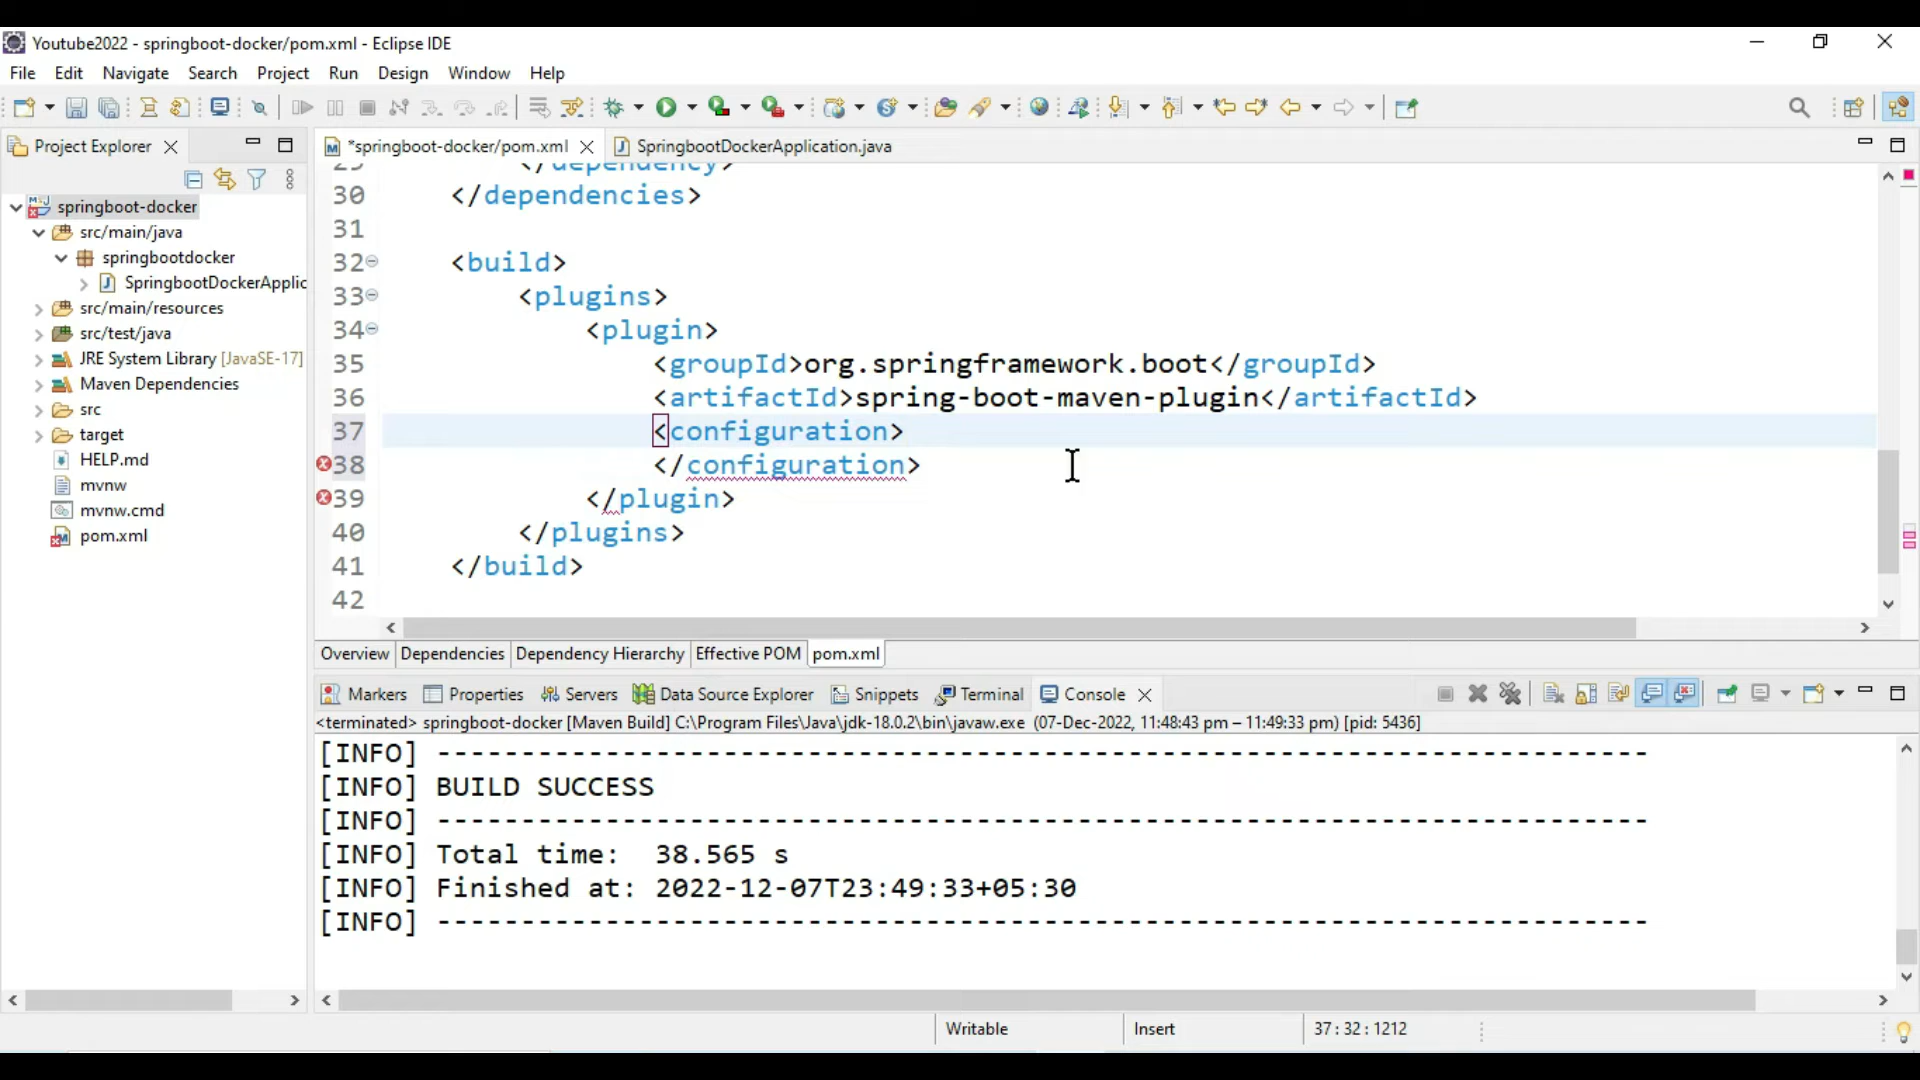 Youtube2022 - springboot-docker/pom.xml - Eclipse IDE
File Edit Navigate Search Project Run Design Window Help
Project Explorer
springboot-docker
src/main/java
springbootdocker
SpringbootDockerApplic
src/main/resources
src/test/java
JRE System Library [JavaSE-17]
Maven Dependencies
src
target
HELP.md
mvnw
mvnw.cmd
pom.xml
*springboot-docker/pom.xml
SpringbootDockerApplication.java
29 </dependency>
30 </dependencies>
31
32 <build>
33 <plugins>
34 <plugin>
35 <groupId>org.springframework.boot</groupId>
36 <artifactId>spring-boot-maven-plugin</artifactId>
37 <configuration>
38 </configuration>
39 </plugin>
40 </plugins>
41 </build>
42
Overview Dependencies Dependency Hierarchy Effective POM pom.xml
Markers Properties Servers Data Source Explorer Snippets Terminal Console
<terminated> springboot-docker [Maven Build] C:\Program Files\Java\jdk-18.0.2\bin\javaw.exe (07-Dec-2022, 11:48:43 pm – 11:49:33 pm) [pid: 5436]
[INFO] ------------------------------------------------------------------------
[INFO] BUILD SUCCESS
[INFO] ------------------------------------------------------------------------
[INFO] Total time:  38.565 s
[INFO] Finished at: 2022-12-07T23:49:33+05:30
[INFO] ------------------------------------------------------------------------
Writable Insert 37 : 32 : 1212